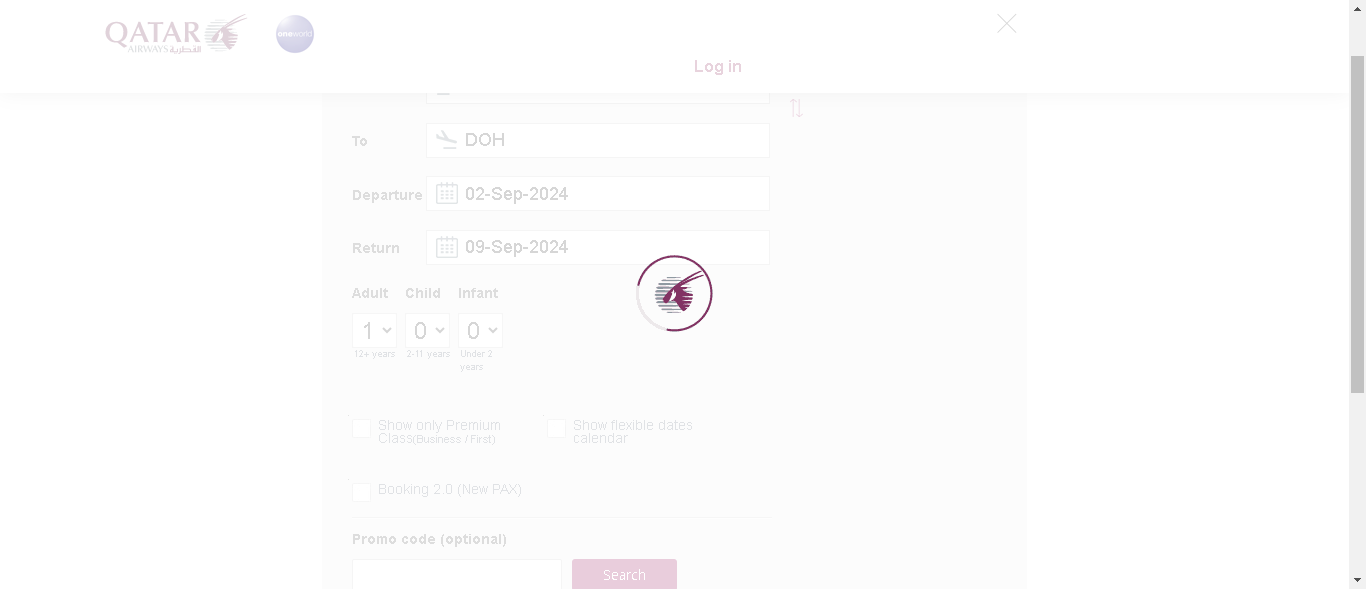 QATAR
AIRWAYS القطرية
oneworld
Log in
To
DOH
Departure
02-Sep-2024
Return
09-Sep-2024
Adult Child Infant
1 0 0
12+ years 2-11 years Under 2
years
Show only Premium
Class(Business / First)
Show flexible dates
calendar
Booking 2.0 (New PAX)
Promo code (optional)
Search